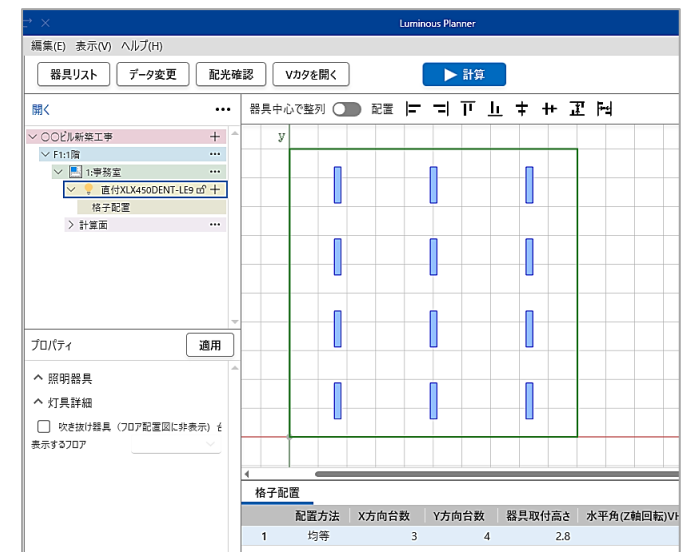 Luminous Planner
編集(E) 表示(V) ヘルプ(H)
器具リスト データ変更 配光確認 Vカタを開く 計算
開く ••• 器具中心で整列 配置
〇〇ビル新築工事
F1:1階
1:事務室
直付XLX450DENT-LE9
格子配置
計算面
y
プロパティ 適用
照明器具
灯具詳細
吹き抜け器具（フロア配置図に非表示）
表示するフロア
格子配置
配置方法 X方向台数 Y方向台数 器具取付高さ 水平角(Z軸回転)VH
1 均等 3 4 2.8